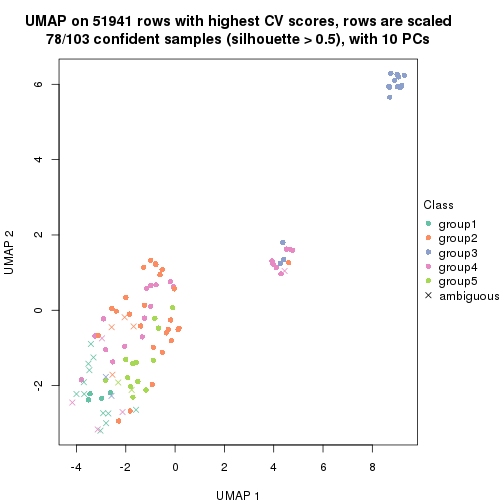 UMAP on 51941 rows with highest CV scores, rows are scaled
78/103 confident samples (silhouette > 0.5), with 10 PCs
6
4
2
0
-2
UMAP 2
-4
-2
0
2
4
6
8
UMAP 1
Class
group1
group2
group3
group4
group5
ambiguous